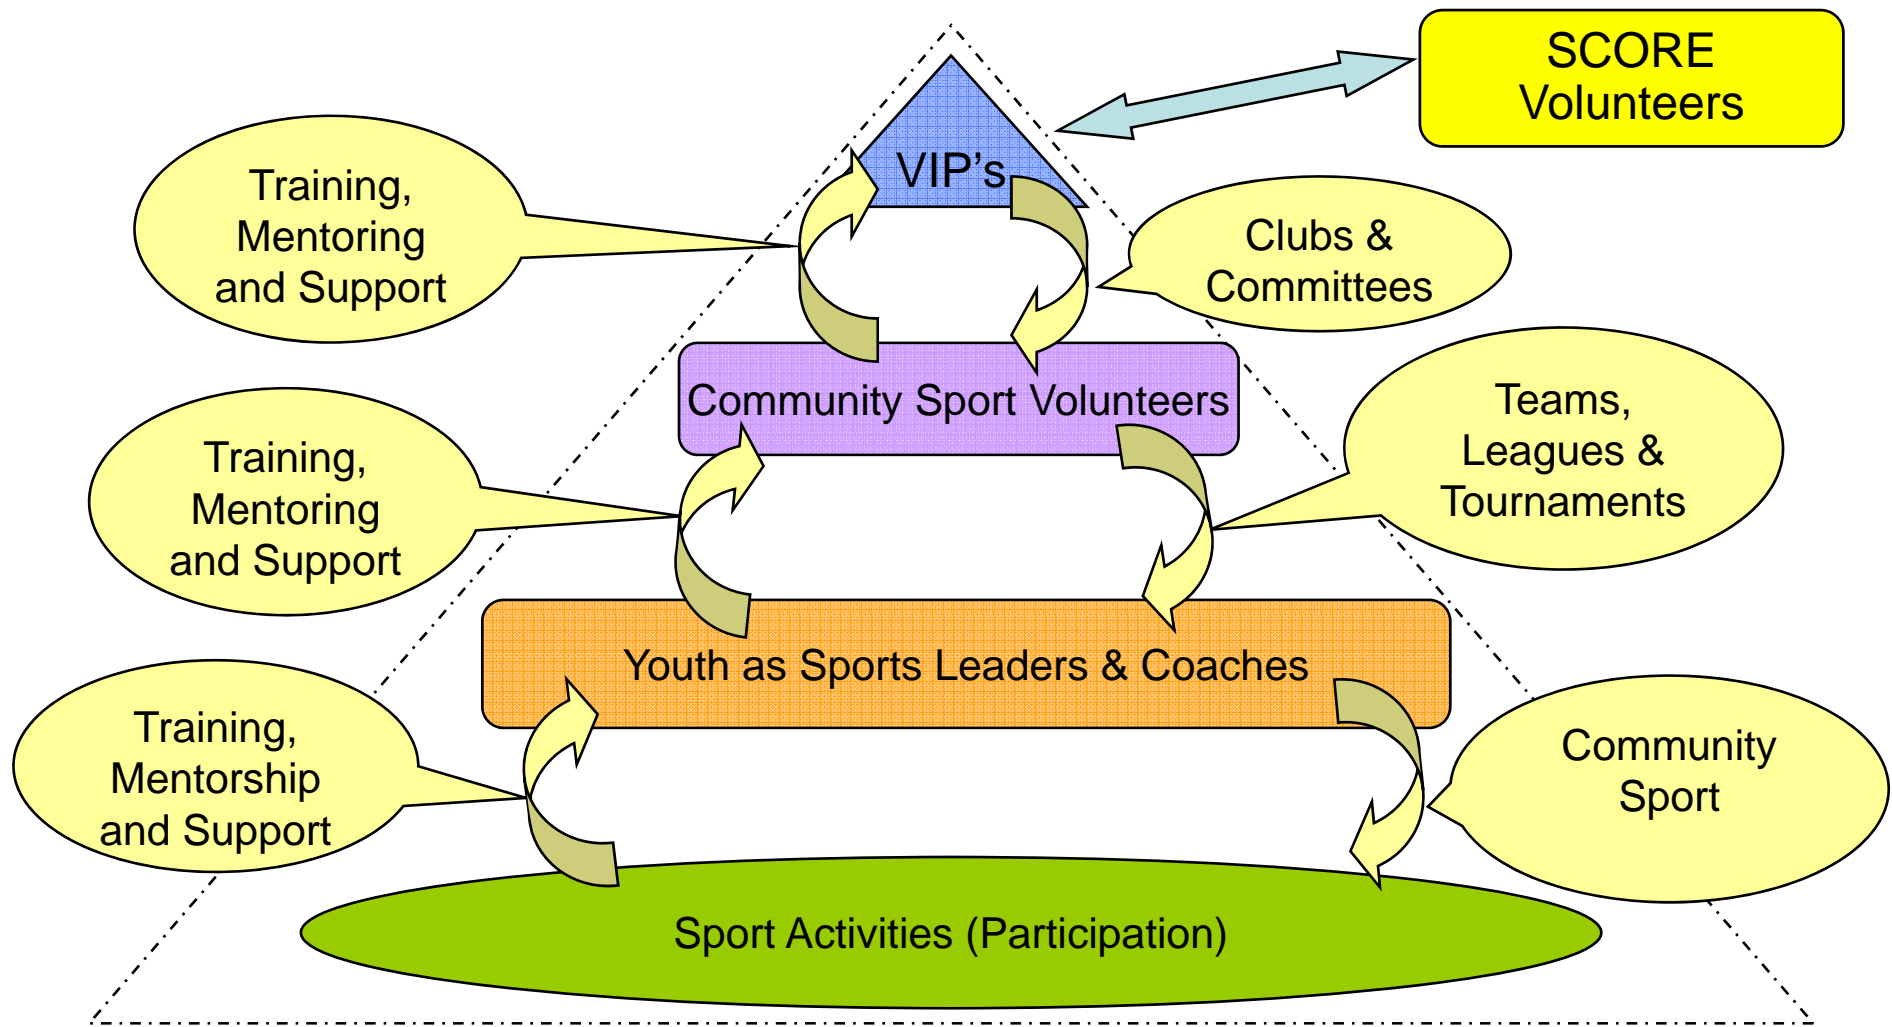 SCORE
Volunteers
VIP's
Training,
Mentoring
and Support
Clubs &
Committees
Community Sport Volunteers
Teams,
Leagues &
Tournaments
Training,
Mentoring
and Support
Youth as Sports Leaders & Coaches
Training,
Mentorship
and Support
Community
Sport
Sport Activities (Participation)